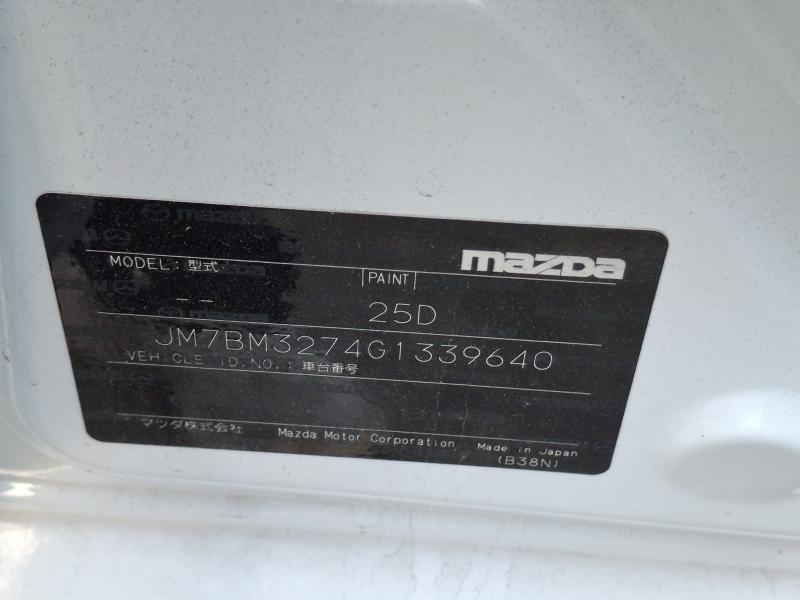 mazda
MODEL: 型式
PAINT
mazda
-- 25D
JM7BM3274G1339640
VEHICLE ID.NO.: 車台番号
マツダ株式会社 Mazda Motor Corporation Made in Japan
(B38N)